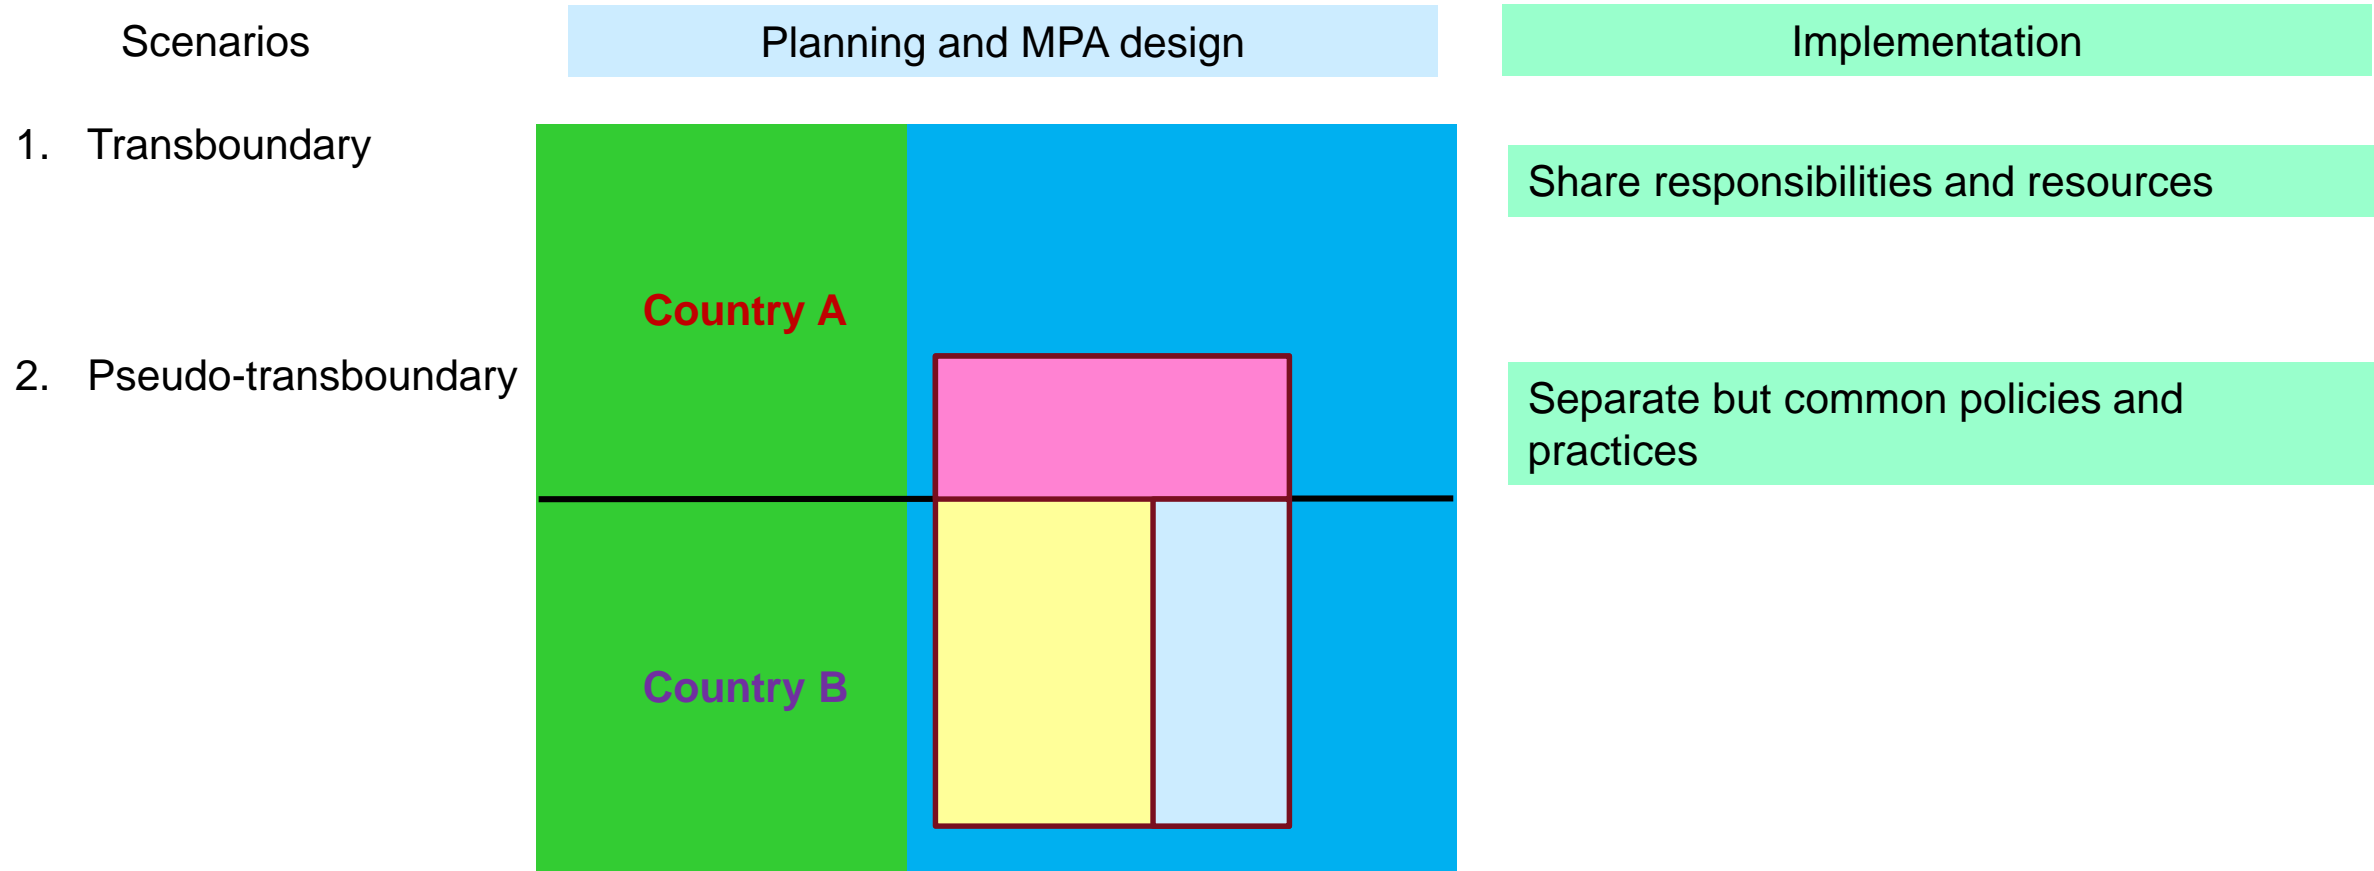 Scenarios
Planning and MPA design
Implementation
1. Transboundary
Share responsibilities and resources
Country A
2. Pseudo-transboundary
Separate but common policies and
practices
Country B